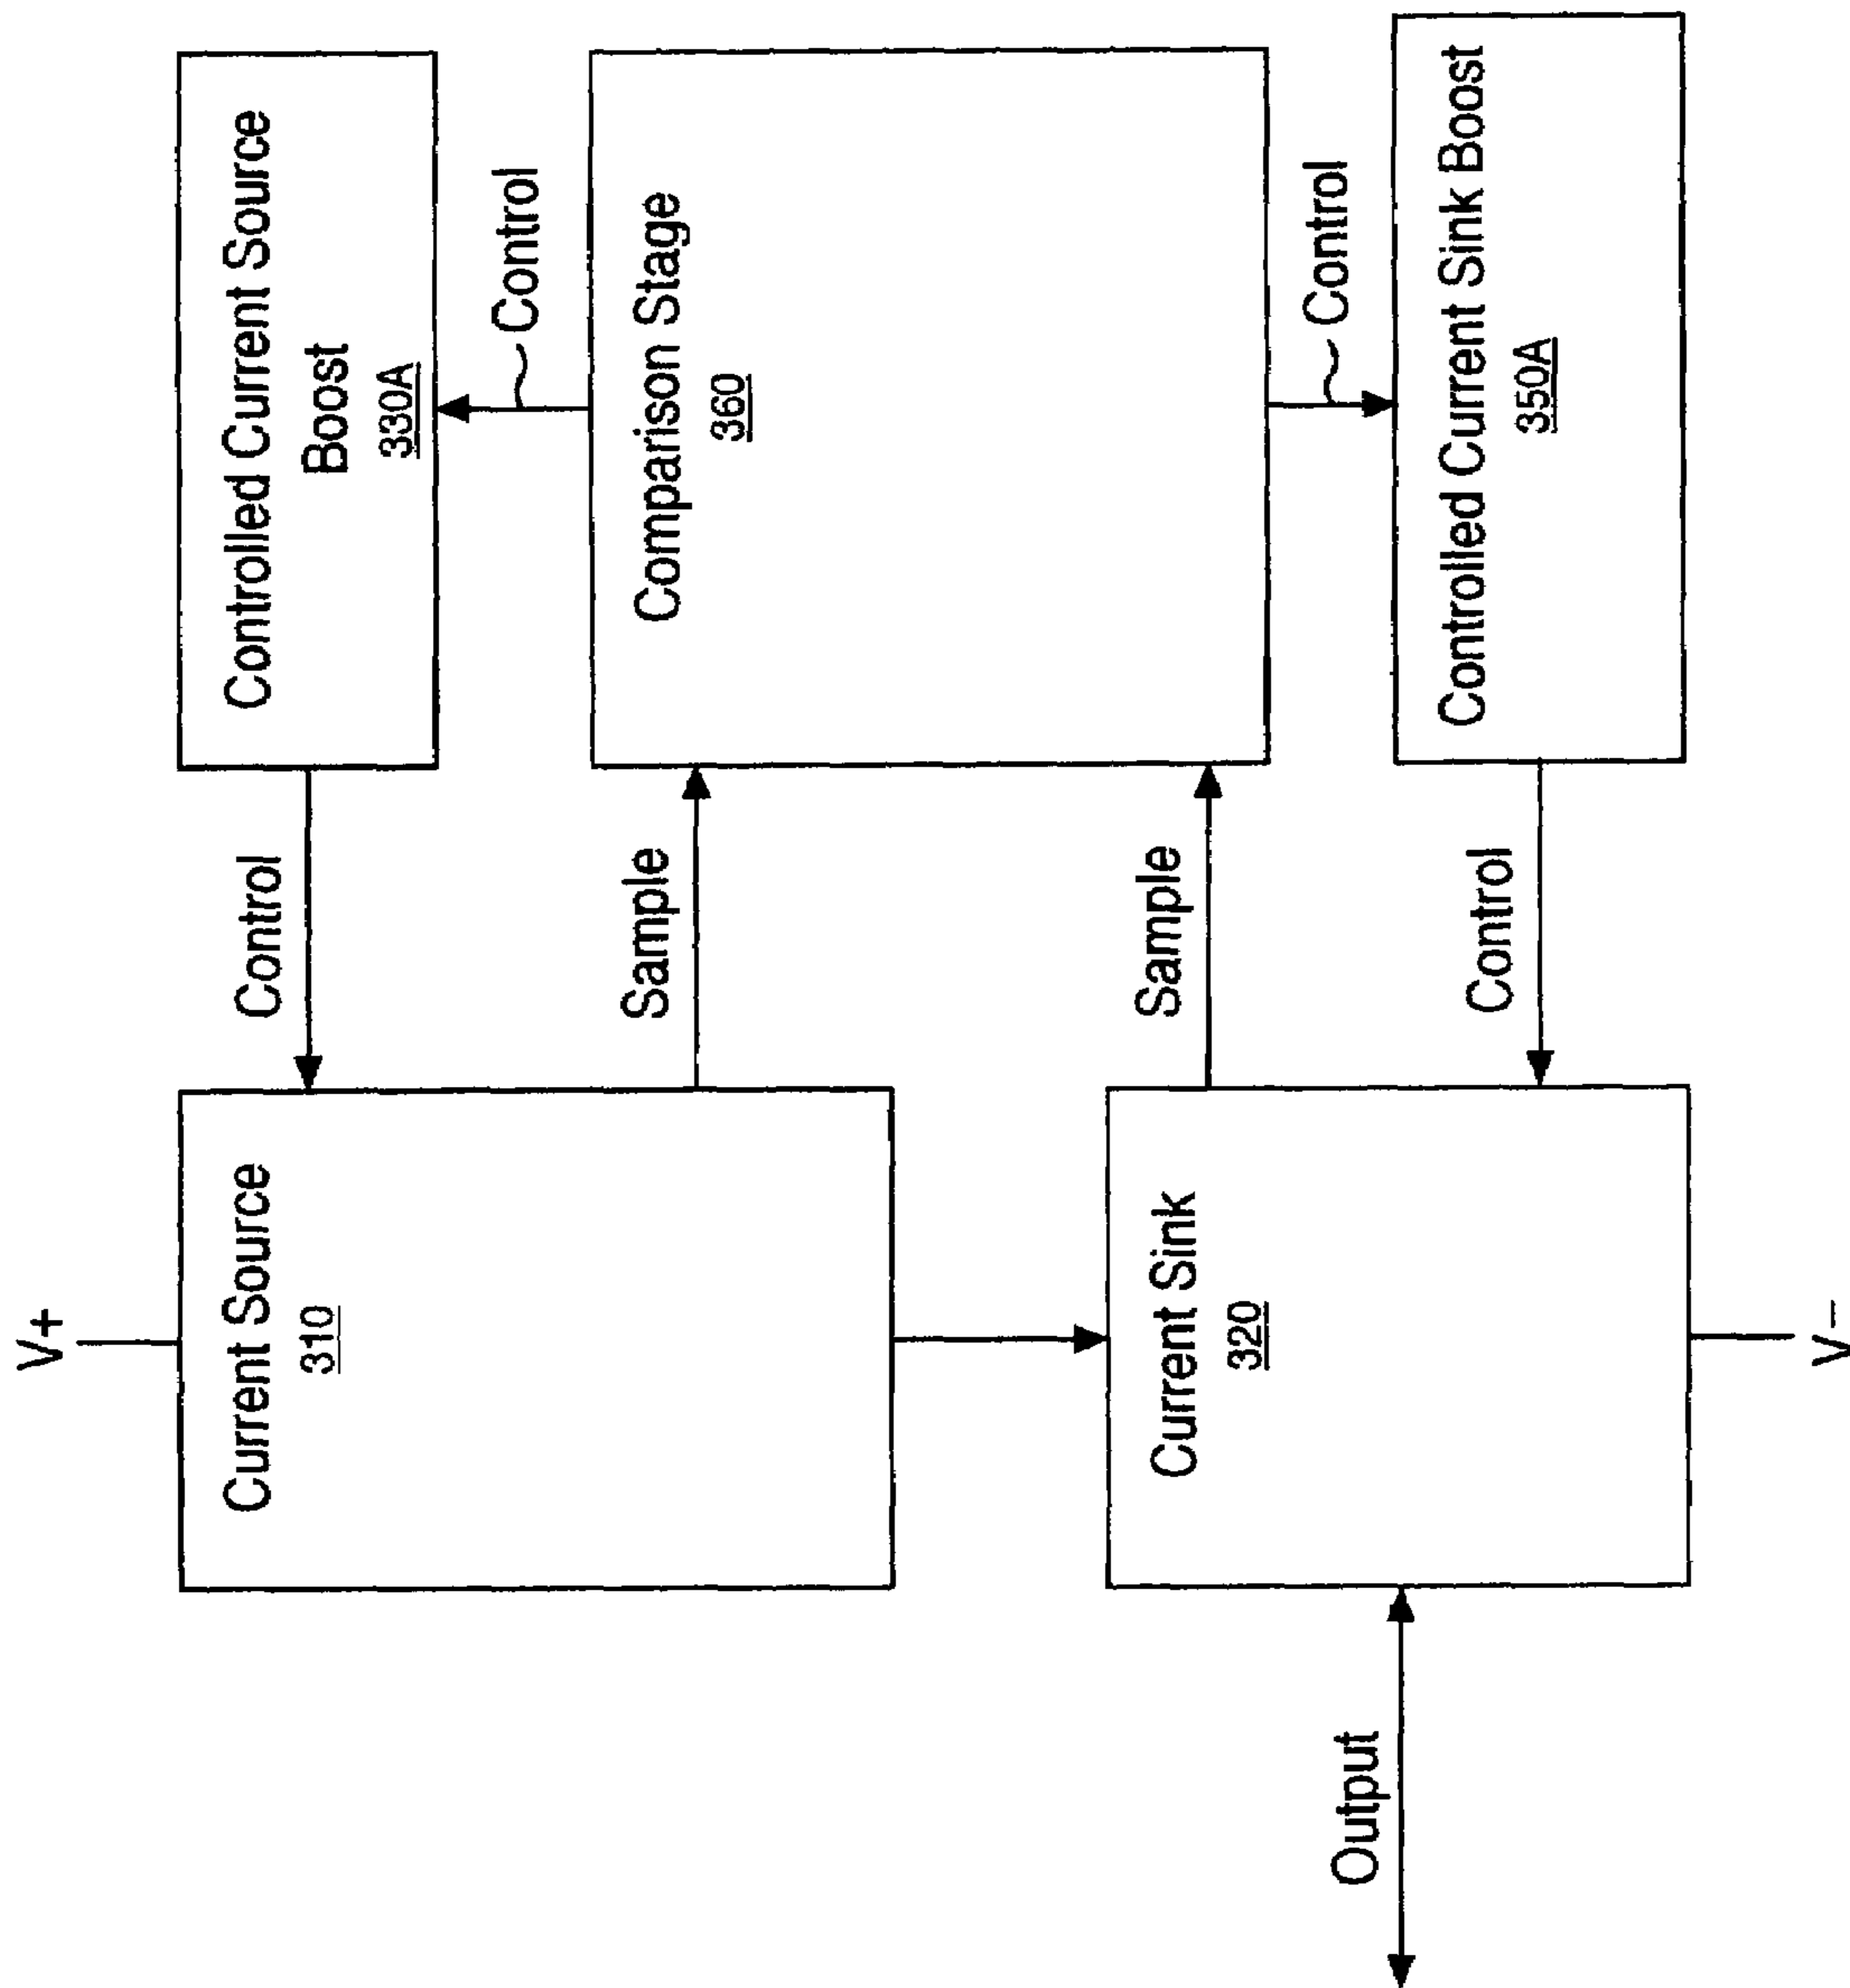 V+
Current Source
310
Control
Controlled Current Source
Boost
330A
Control
Sample
Comparison Stage
360
Sample
Current Sink
320
Output
Control
Control
Controlled Current Sink Boost
350A
V−